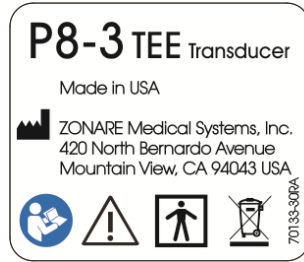 P8-3 TEE Transducer
Made in USA
ZONARE Medical Systems, Inc.
420 North Bernardo Avenue
Mountain View, CA 94043 USA
70133-30RA